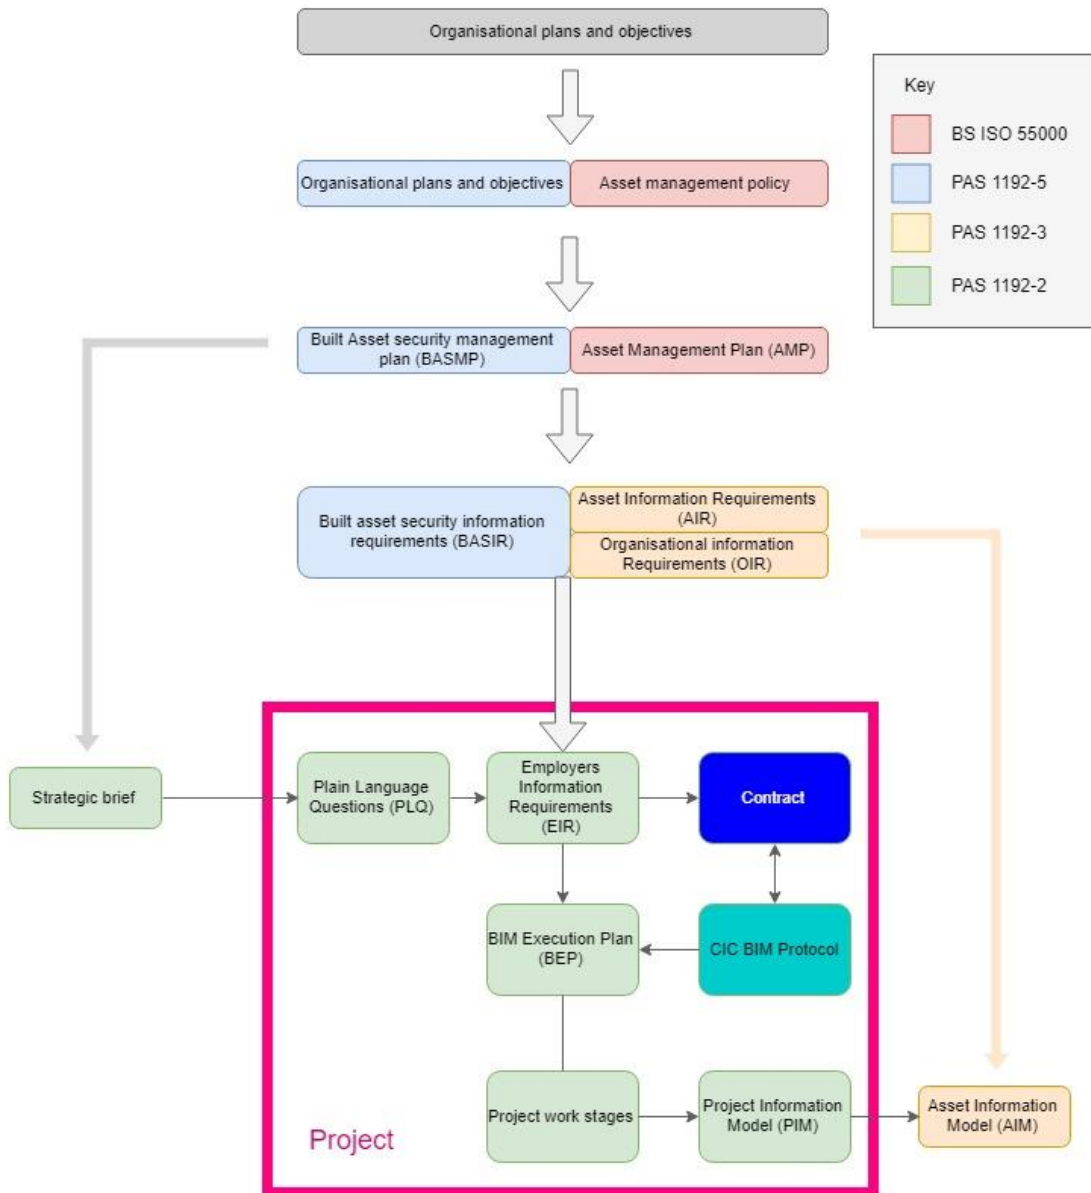 Organisational plans and objectives
Key
BS ISO 55000
PAS 1192-5
PAS 1192-3
PAS 1192-2
Organisational plans and objectives
Asset management policy
Built Asset security management
plan (BASMP)
Asset Management Plan (AMP)
Built asset security information
requirements (BASIR)
Asset Information Requirements
(AIR)
Organisational information
Requirements (OIR)
Strategic brief
Plain Language
Questions (PLQ)
Employers
Information
Requirements
(EIR)
Contract
BIM Execution Plan
(BEP)
CIC BIM Protocol
Project work stages
Project Information
Model (PIM)
Asset Information
Model (AIM)
Project